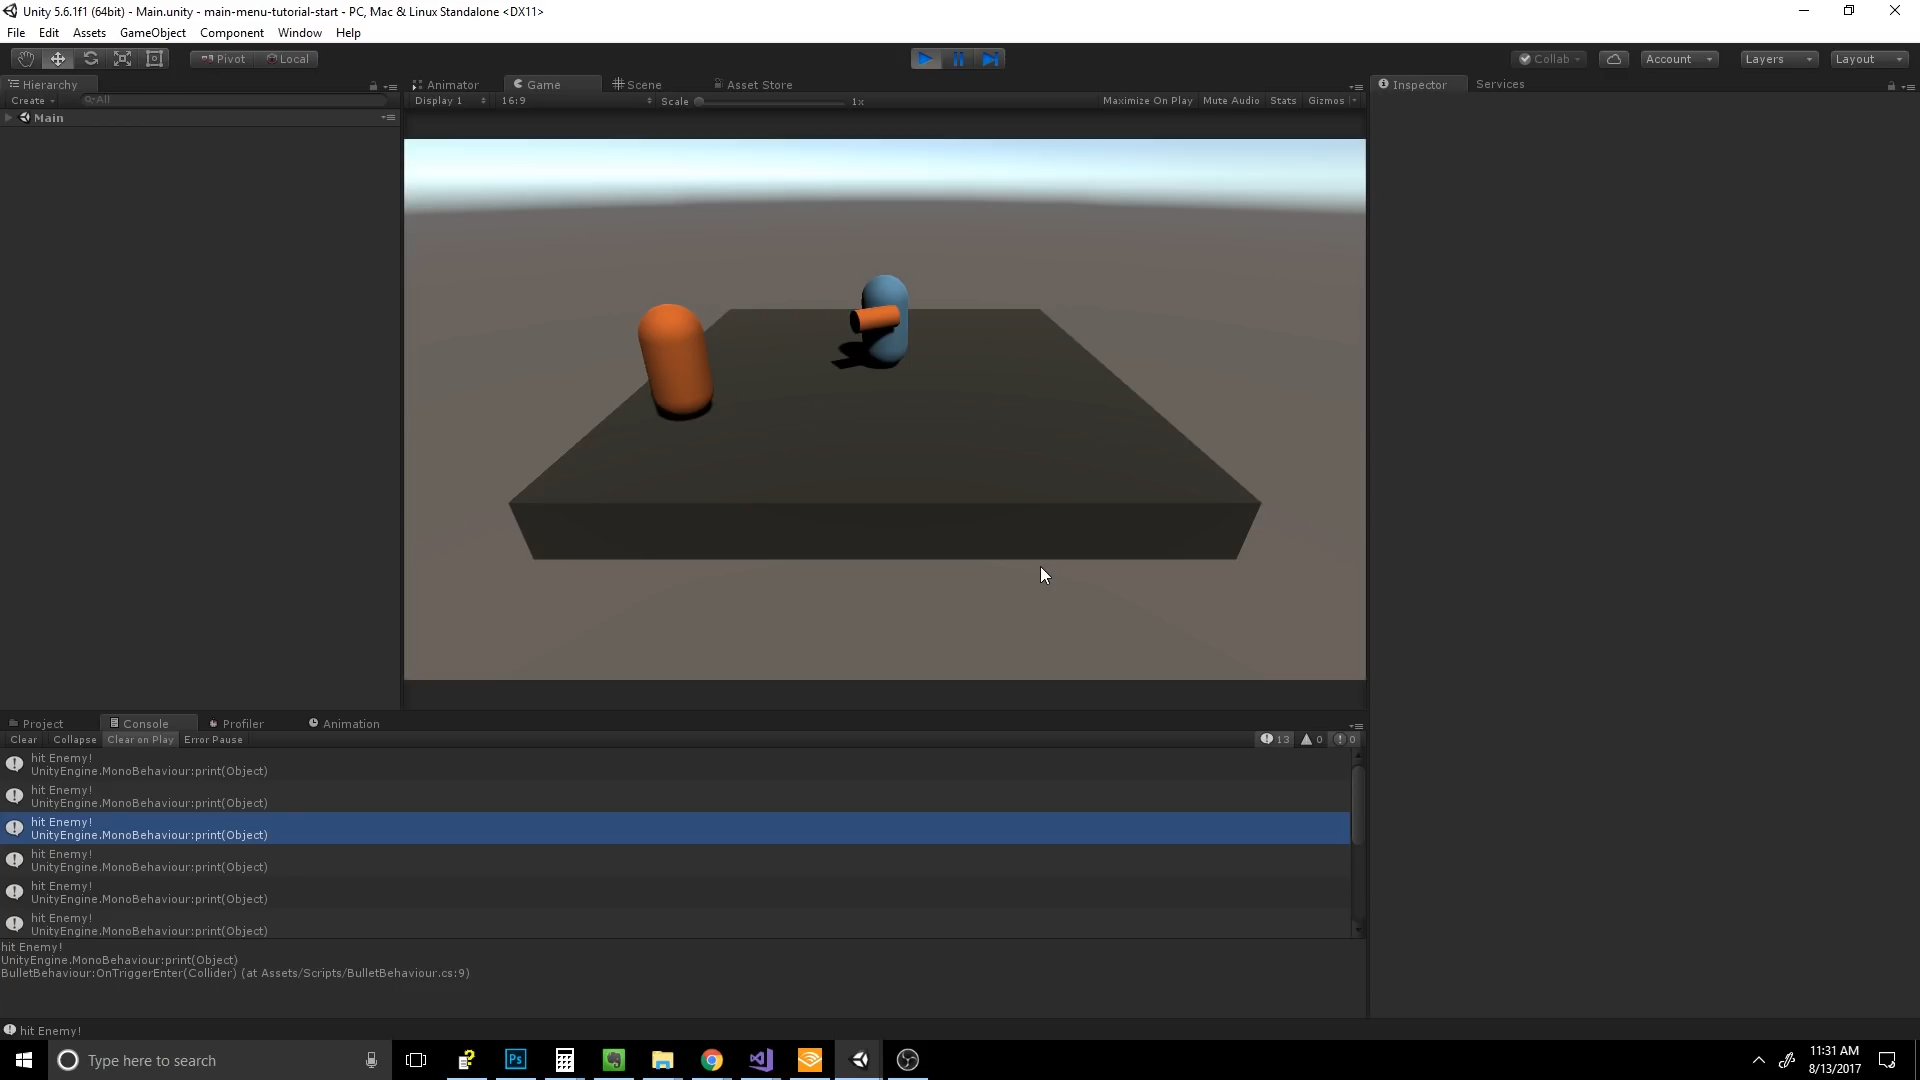 Unity 5.6.1f1 (64bit) - Main.unity - main-menu-tutorial-start - PC, Mac & Linux Standalone <DX11>
File Edit Assets GameObject Component Window Help
Pivot Local Collab Account Layers Layout
Hierarchy Animator Game Scene Asset Store Inspector Services
Create All Display 1 16:9 Scale 1x Maximize On Play Mute Audio Stats Gizmos
Main
Project Console Profiler Animation
Clear Collapse Clear on Play Error Pause 13 0 0
hit Enemy!
UnityEngine.MonoBehaviour:print(Object)
hit Enemy!
UnityEngine.MonoBehaviour:print(Object)
hit Enemy!
UnityEngine.MonoBehaviour:print(Object)
hit Enemy!
UnityEngine.MonoBehaviour:print(Object)
hit Enemy!
UnityEngine.MonoBehaviour:print(Object)
hit Enemy!
UnityEngine.MonoBehaviour:print(Object)
hit Enemy!
UnityEngine.MonoBehaviour:print(Object)
BulletBehaviour:OnTriggerEnter(Collider) (at Assets/Scripts/BulletBehaviour.cs:9)
hit Enemy!
Type here to search
Ps
11:31 AM
8/13/2017